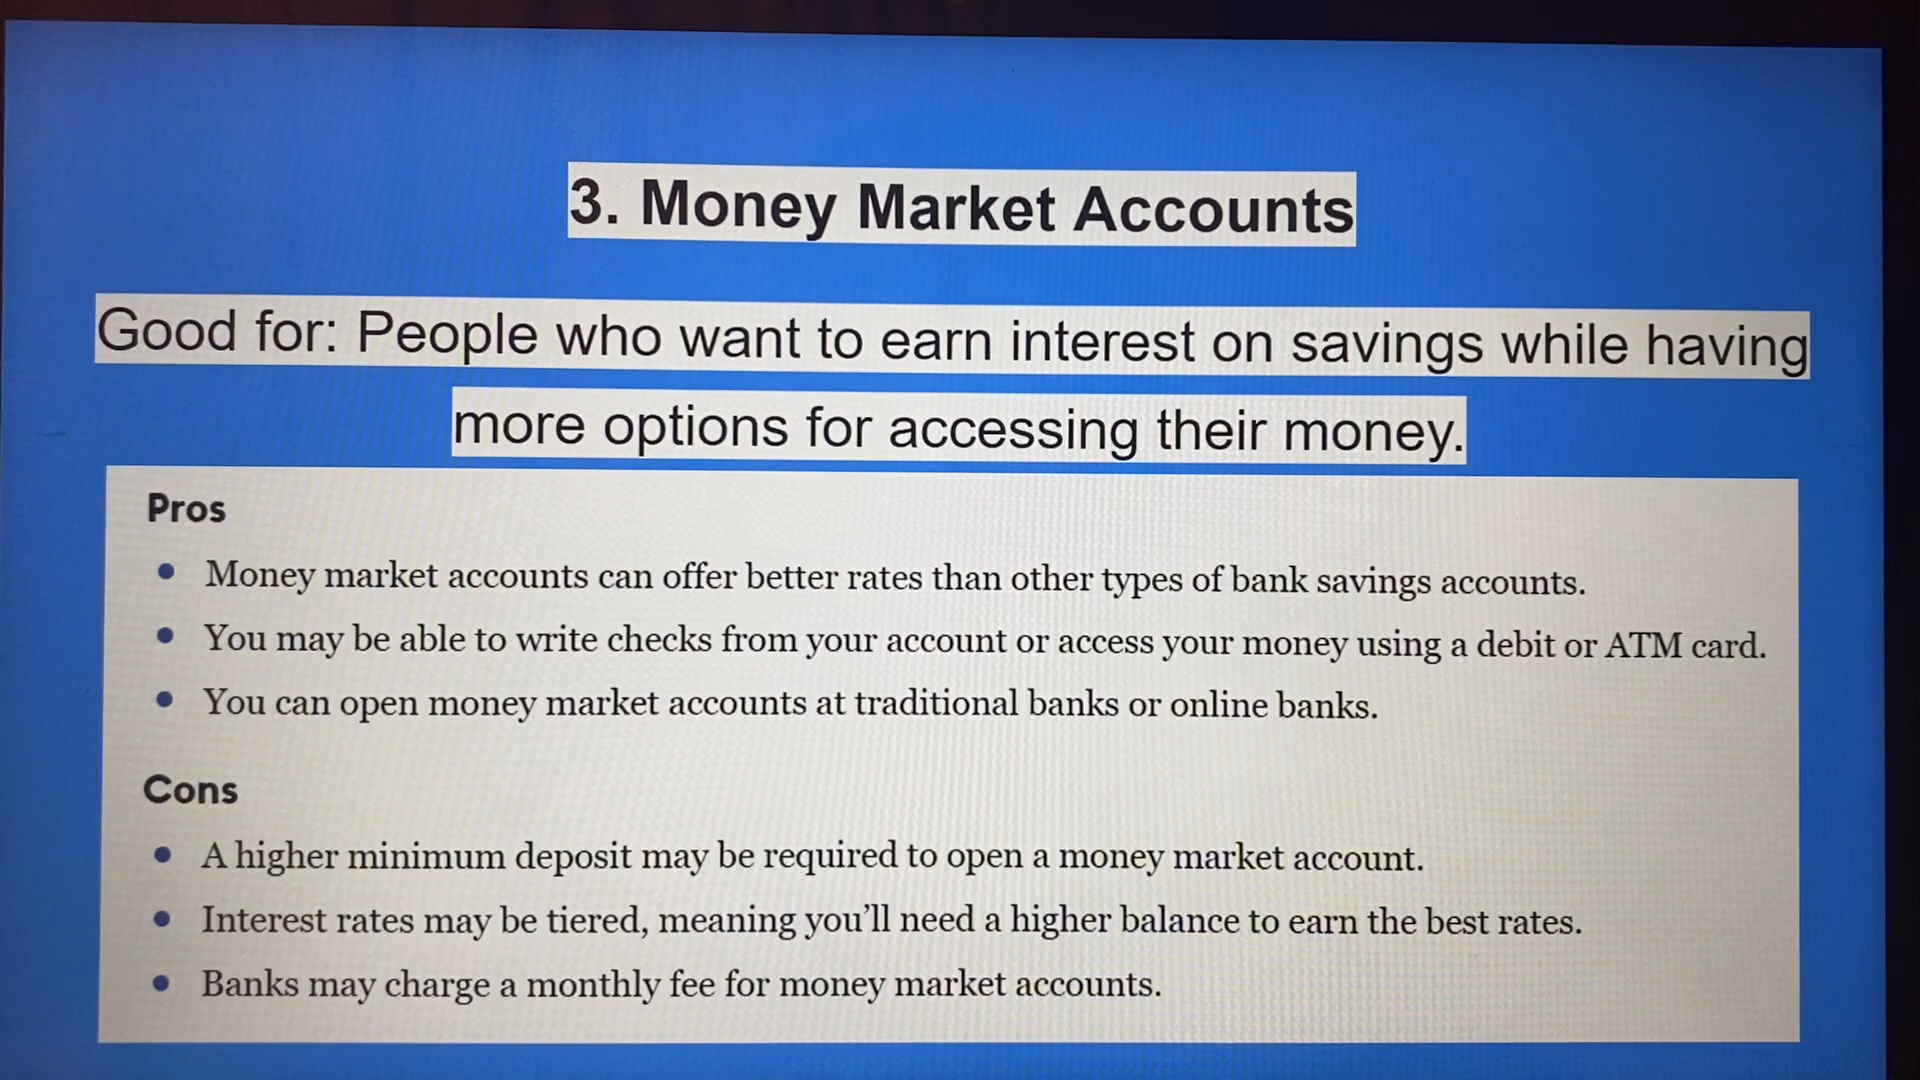 3. Money Market Accounts
Good for: People who want to earn interest on savings while having
more options for accessing their money.
Pros
• Money market accounts can offer better rates than other types of bank savings accounts.
• You may be able to write checks from your account or access your money using a debit or ATM card.
• You can open money market accounts at traditional banks or online banks.
Cons
• A higher minimum deposit may be required to open a money market account.
• Interest rates may be tiered, meaning you’ll need a higher balance to earn the best rates.
• Banks may charge a monthly fee for money market accounts.